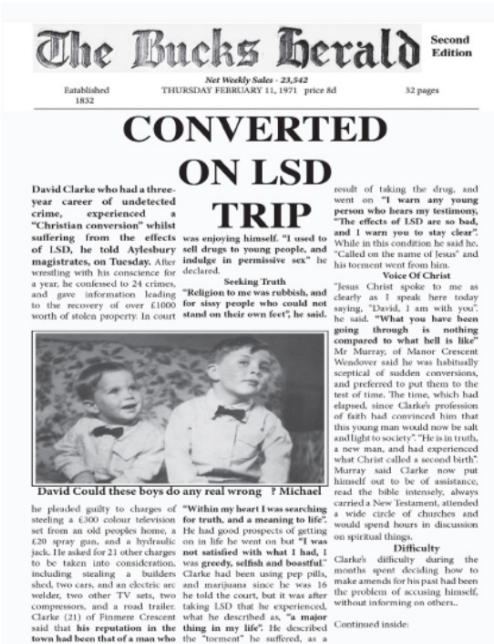 The Bucks Herald
Second
Edition
Net Weekly Sales - 23,542
Established
1832
THURSDAY FEBRUARY 11, 1971 price 8d
32 pages
CONVERTED
ON LSD
TRIP
David Clarke who had a three-
year career of undetected
crime, experienced a
"Christian conversion" whilst
suffering from the effects
of LSD, he told Aylesbury
magistrates, on Tuesday. After
wrestling with his conscience for
a year, he confessed to 24 crimes,
and gave information leading
to the recovery of over £1000
worth of stolen property. In court
he pleaded guilty to charges of
steeling a £300 colour television
set from an old peoples home, a
£20 spray gun, and a hydraulic
jack. He asked for 21 other charges
to be taken into consideration,
including stealing a builders
shed, two cars, and an electric arc
welder, two other TV sets, two
compressors, and a road trailer.
Clarke (21) of Finmere Crescent
said that his reputation in the
town had been that of a man who
was enjoying himself. "I used to
sell drugs to young people, and
indulge in permissive sex" he
declared.
Seeking Truth
"Religion to me was rubbish, and
for sissy people who could not
stand on their own feet", he said.
David Could these boys do any real wrong ? Michael
"Within my heart I was searching
for truth, and a meaning to life".
He had good prospects of getting
on in life he went on but "I was
not satisfied with what I had, I
was greedy, selfish and boastful."
Clarke had been using pep pills,
and marijuana since he was 16
he told the court, but it was after
taking LSD that he experienced,
what he described as, "a major
thing in my life". He described
the "torment" he suffered, as a
result of taking the drug, and
went on "I warn any young
person who hears my testimony,
"The effects of LSD are so bad,
and I warn you to stay clear".
While in this condition he said he,
"Called on the name of Jesus" and
his torment went from him.
Voice Of Christ
"Jesus Christ spoke to me as
clearly as I speak here today
saying, "David, I am with you".
he said. "What you have been
going through is nothing
compared to what hell is like"
Mr Murray, of Manor Crescent
Wendover said he was habitually
sceptical of sudden conversions,
and preferred to put them to the
test of time. The time, which had
elapsed, since Clarke's profession
of faith had convinced him that
this young man would now be salt
and light to society". "He is in truth,
a new man, and had experienced
what Christ called a second birth".
Murray said Clarke now put
himself out to be of assistance,
read the bible intensely, always
carried a New Testament, attended
a wide circle of churches and
would spend hours in discussion
on spiritual things.
Difficulty
Clarke's difficulty during the
months spent deciding how to
make amends for his past had been
the problem of accusing himself,
without informing on others..
Continued inside: